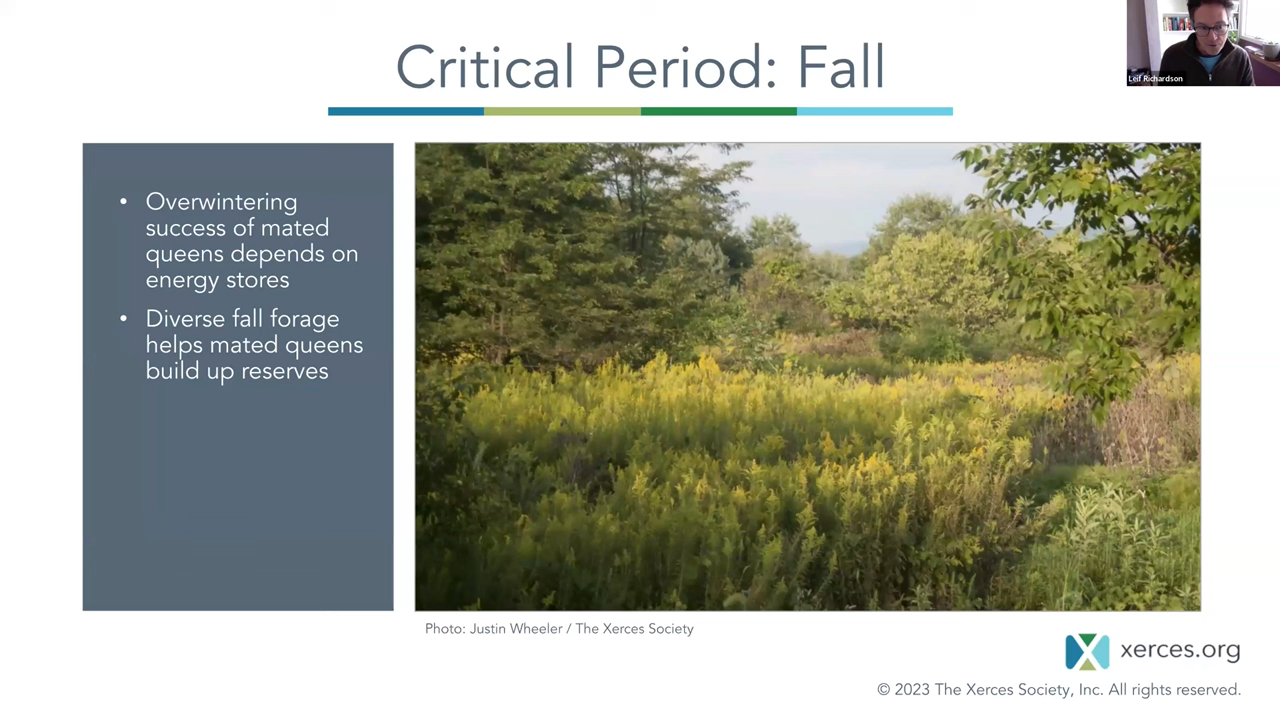 Critical Period: Fall
Leif Richardson
• Overwintering
success of mated
queens depends on
energy stores
• Diverse fall forage
helps mated queens
build up reserves
Photo: Justin Wheeler / The Xerces Society
xerces.org
© 2023 The Xerces Society, Inc. All rights reserved.